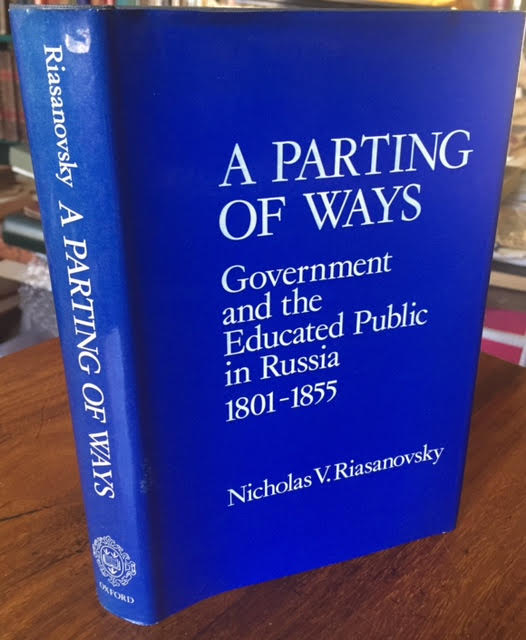 Riasanovsky A PARTING OF WAYS
OXFORD
A PARTING
OF WAYS
Government
and the
Educated Public
in Russia
1801-1855
Nicholas V. Riasanovsky